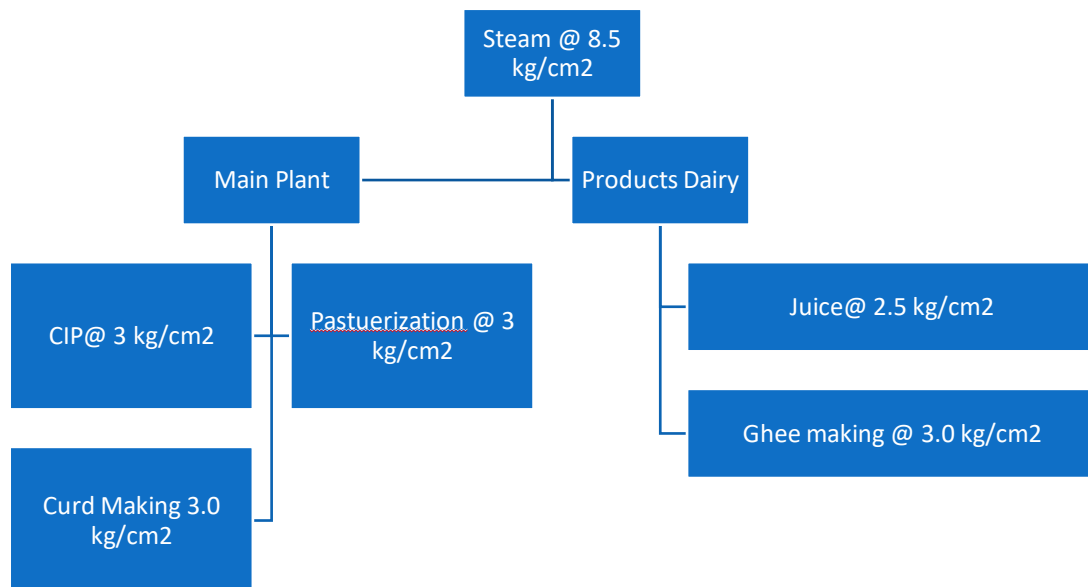 Steam @ 8.5
kg/cm2
Main Plant
Products Dairy
CIP@ 3 kg/cm2
Pastuerization @ 3
kg/cm2
Juice@ 2.5 kg/cm2
Ghee making @ 3.0 kg/cm2
Curd Making 3.0
kg/cm2